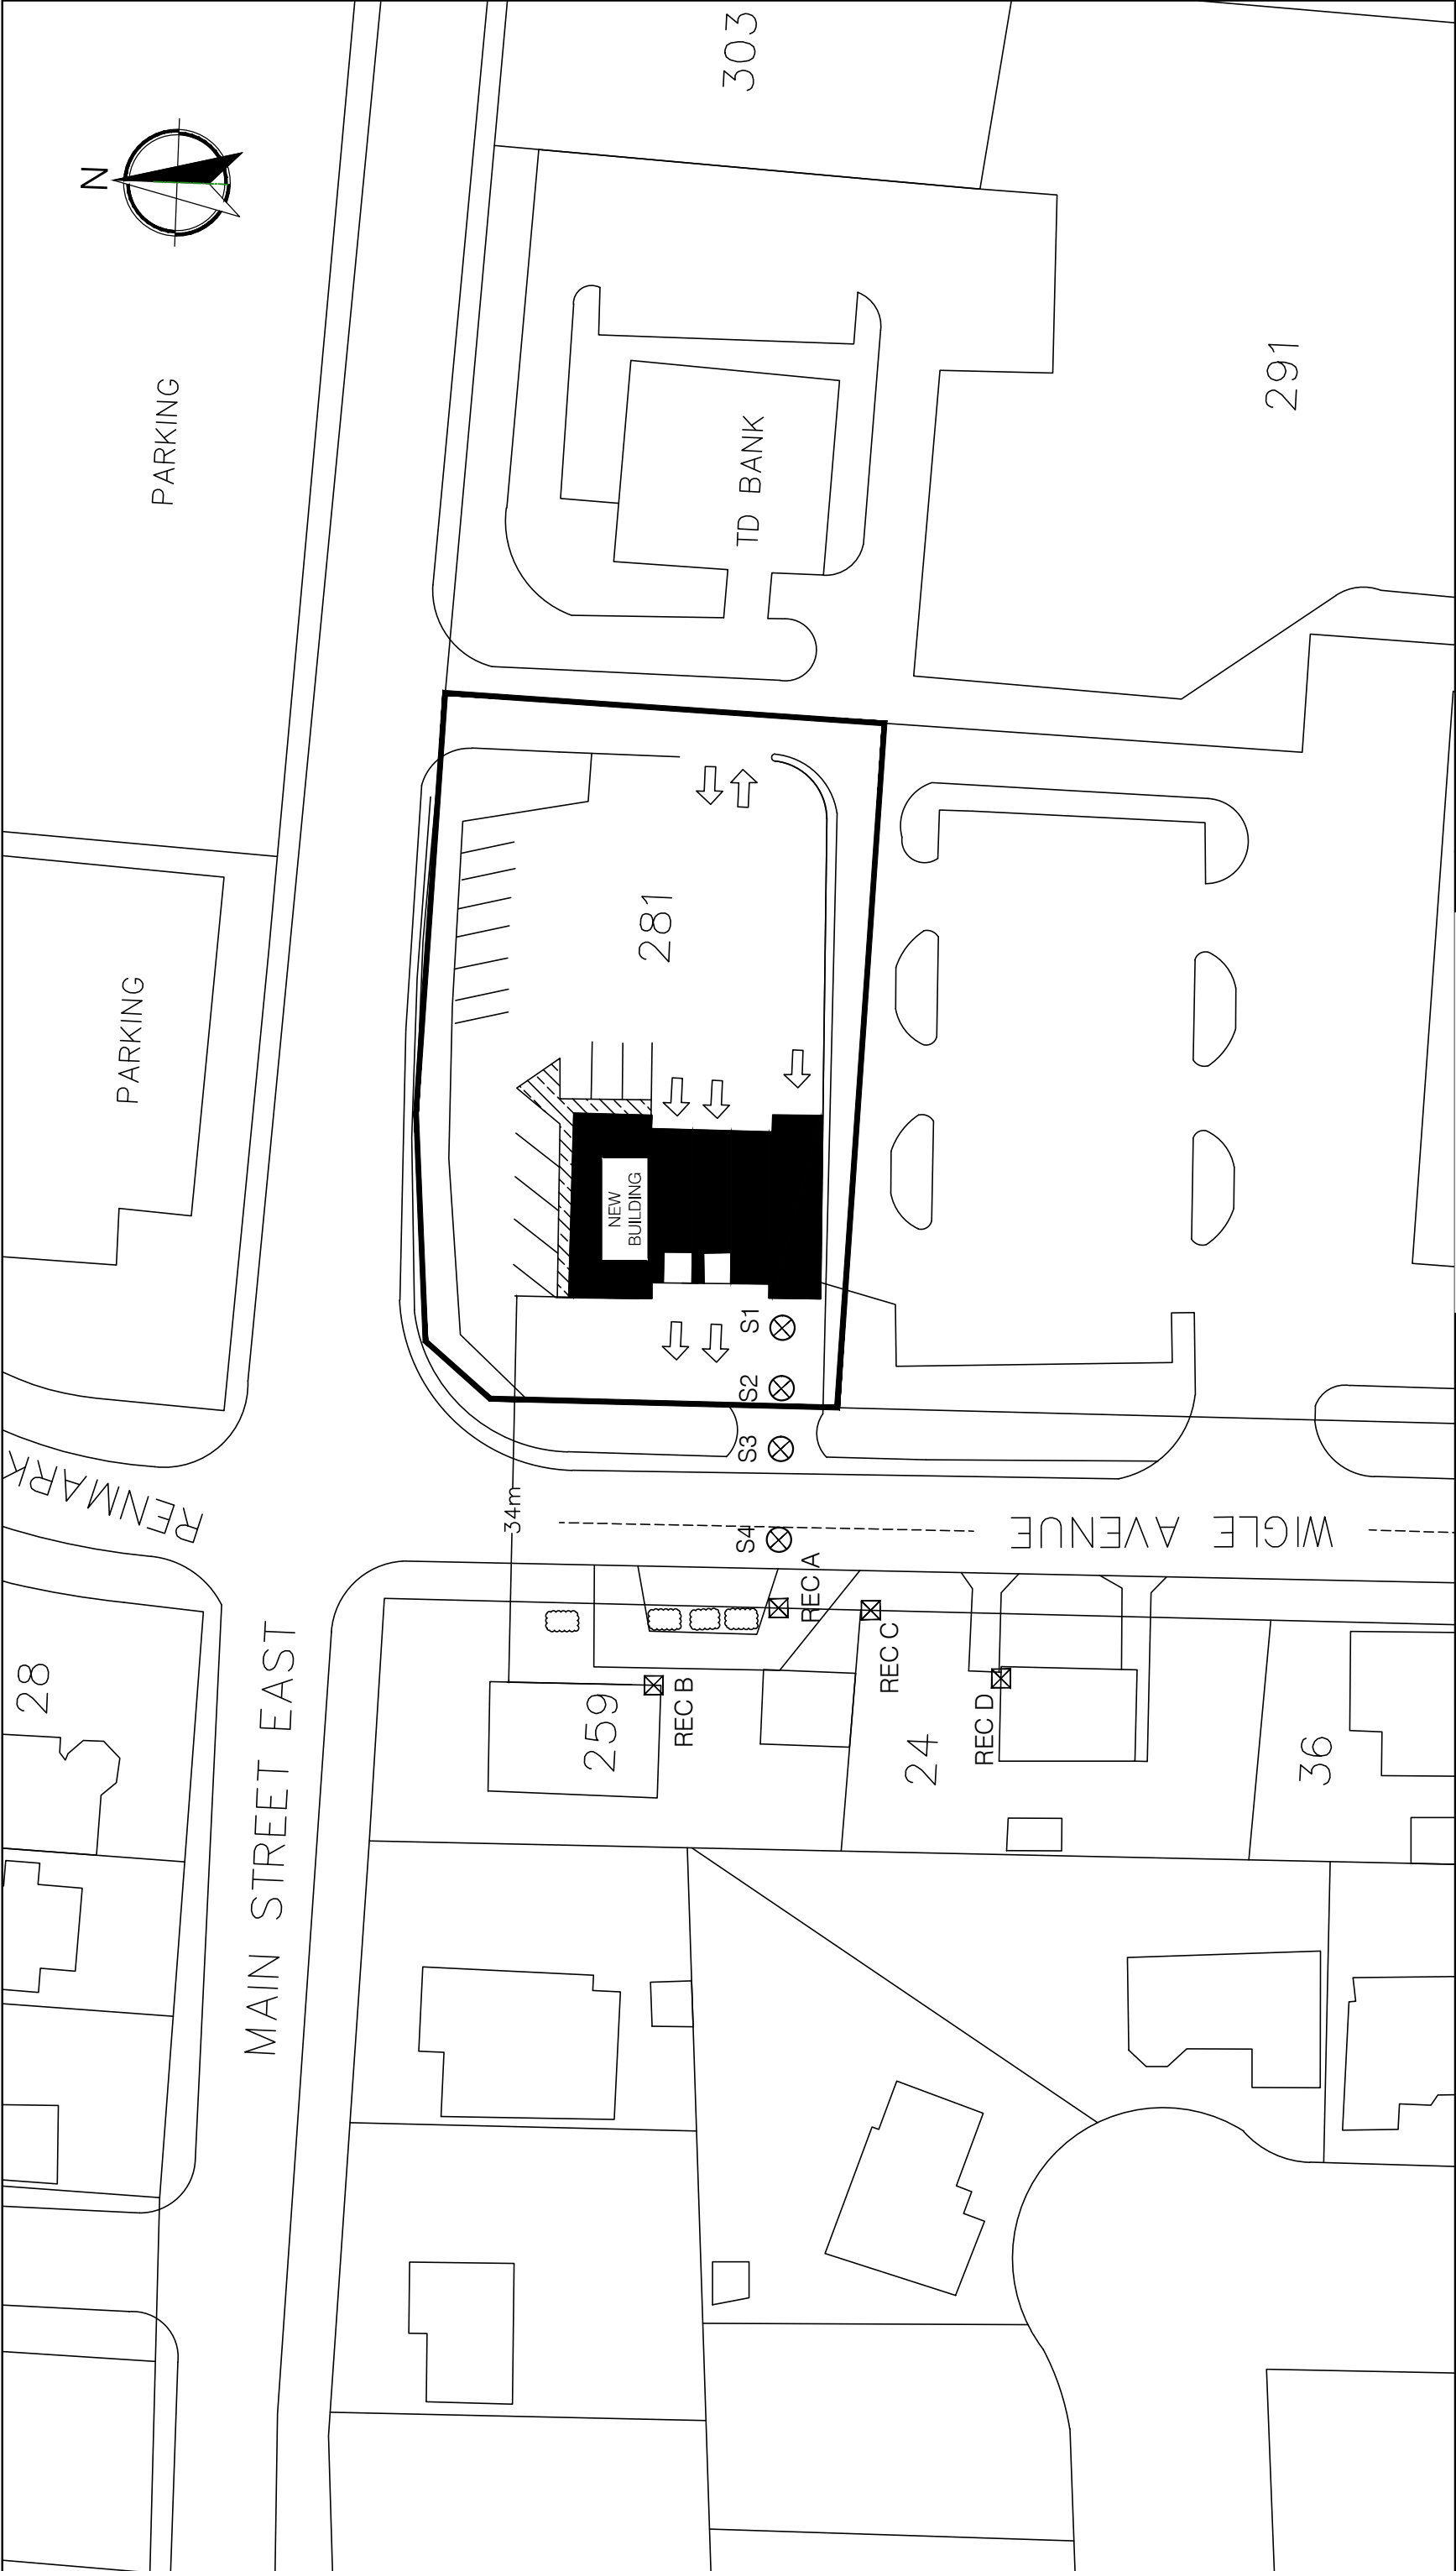 303
N
PARKING
291
TD BANK
281
PARKING
NEW
BUILDING
S1
S2
S3
34m
S4
RENMARK
WIGLE AVENUE
REC A
REC C
28
REC B
259
REC D
24
36
MAIN STREET EAST